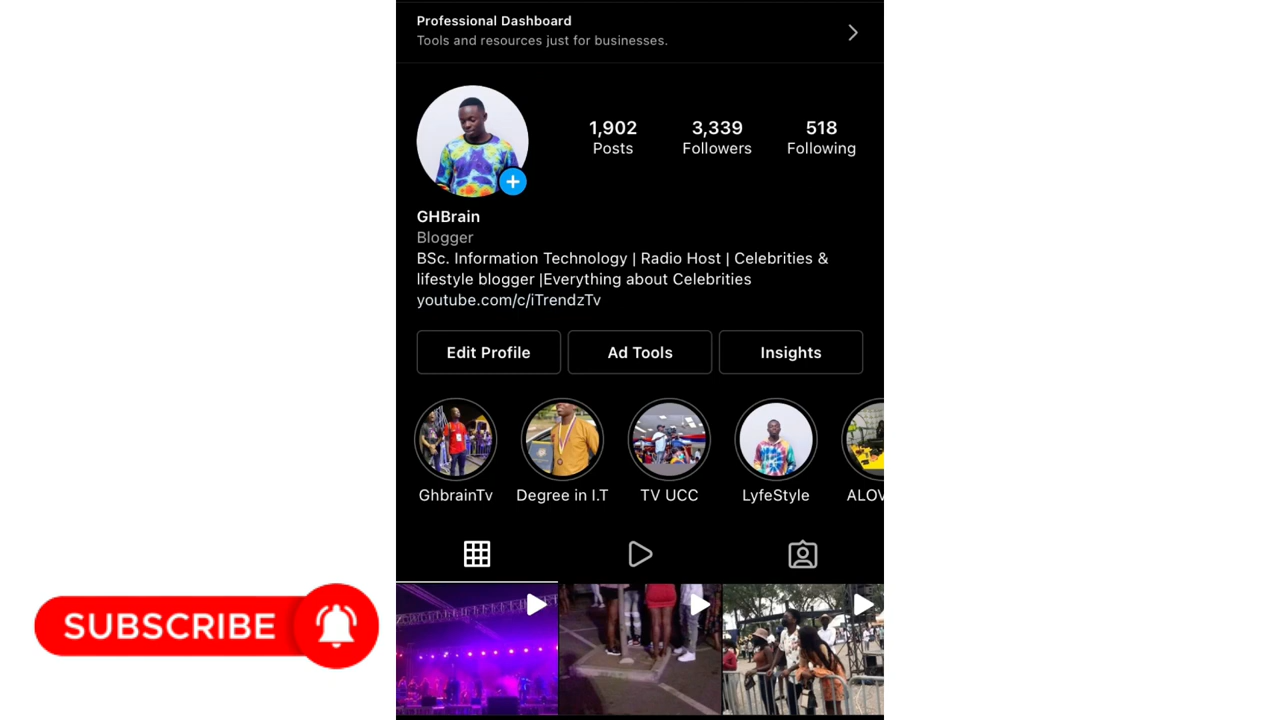 Professional Dashboard
Tools and resources just for businesses.
1,902
Posts
3,339
Followers
518
Following
GHBrain
Blogger
BSc. Information Technology | Radio Host | Celebrities &
lifestyle blogger |Everything about Celebrities
youtube.com/c/iTrendzTv
Edit Profile
Ad Tools
Insights
GhbrainTv
Degree in I.T
TV UCC
LyfeStyle
ALOV
SUBSCRIBE